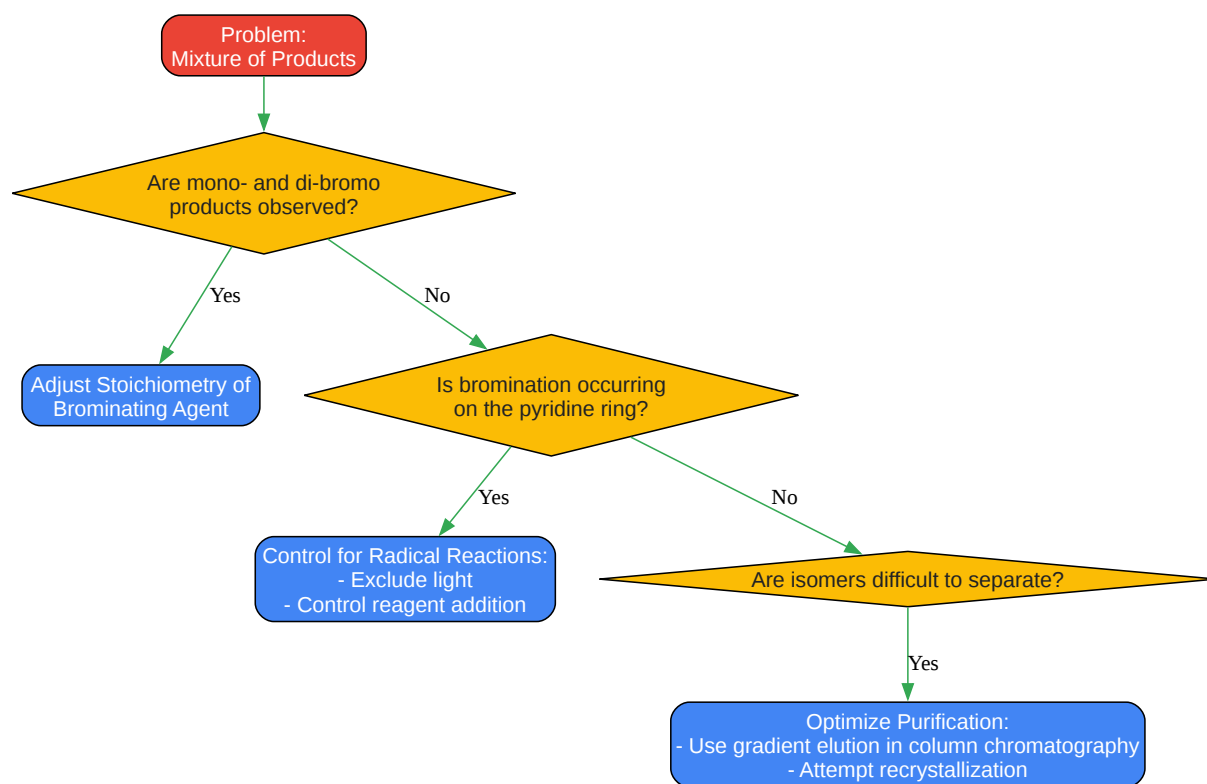 Problem:
Mixture of Products
Are mono- and di-bromo
products observed?
Yes
No
Adjust Stoichiometry of
Brominating Agent
Is bromination occurring
on the pyridine ring?
Yes
No
Control for Radical Reactions:
- Exclude light
- Control reagent addition
Are isomers difficult to separate?
Yes
Optimize Purification:
- Use gradient elution in column chromatography
- Attempt recrystallization